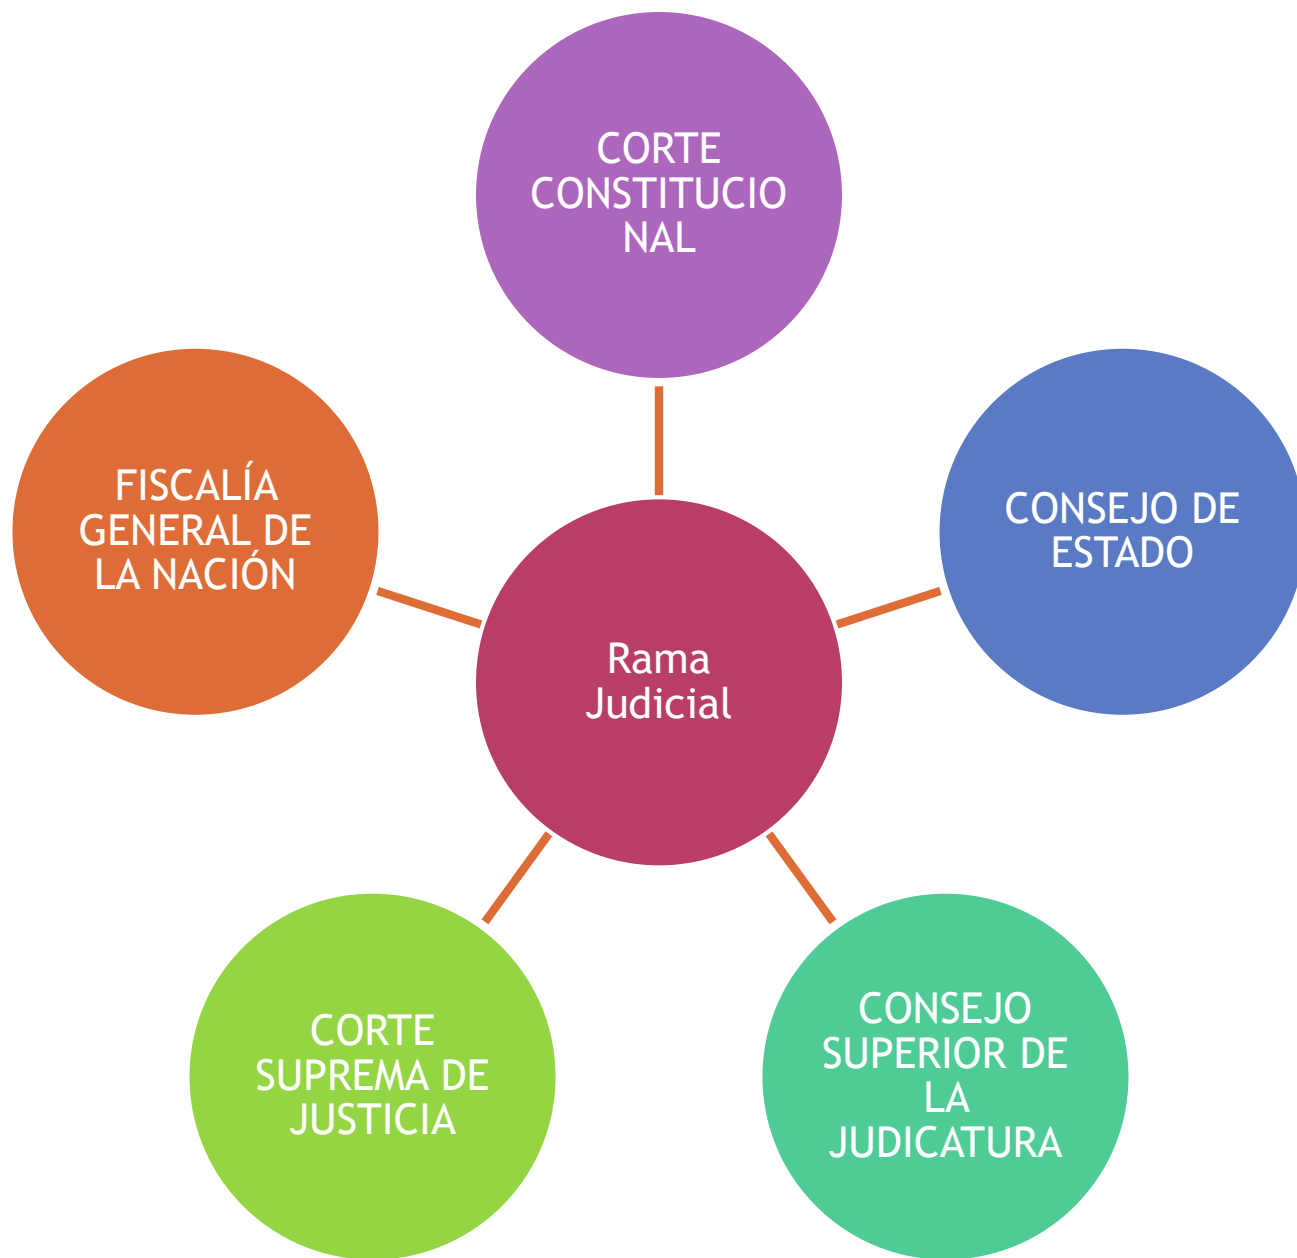 CORTE
CONSTITUCIO
NAL
FISCALÍA
GENERAL DE
LA NACIÓN
CONSEJO DE
ESTADO
Rama
Judicial
CORTE
SUPREMA DE
JUSTICIA
CONSEJO
SUPERIOR DE
LA
JUDICATURA